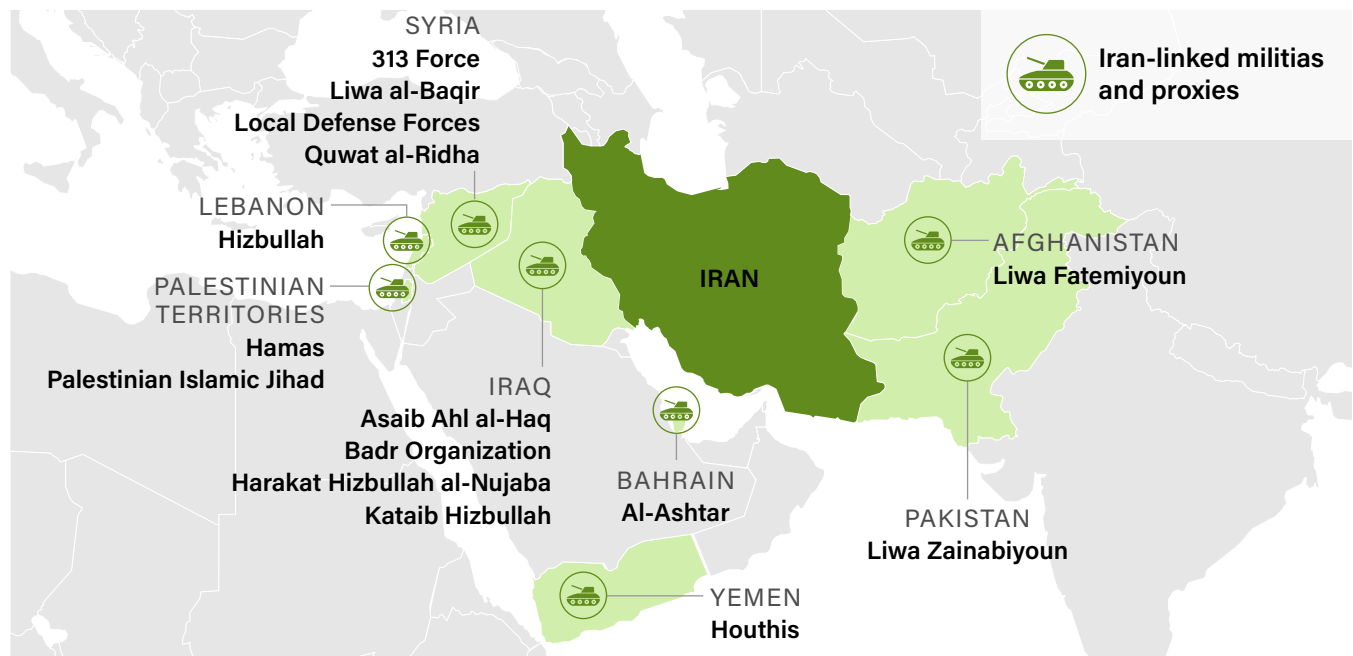 SYRIA
313 Force
Liwa al-Baqir
Local Defense Forces
Quwat al-Ridha
Iran-linked militias
and proxies
LEBANON
Hizbullah
PALESTINIAN
TERRITORIES
Hamas
Palestinian Islamic Jihad
IRAN
AFGHANISTAN
Liwa Fatemiyoun
IRAQ
Asaib Ahl al-Haq
Badr Organization
Harakat Hizbullah al-Nujaba
Kataib Hizbullah
BAHRAIN
Al-Ashtar
PAKISTAN
Liwa Zainabiyoun
YEMEN
Houthis